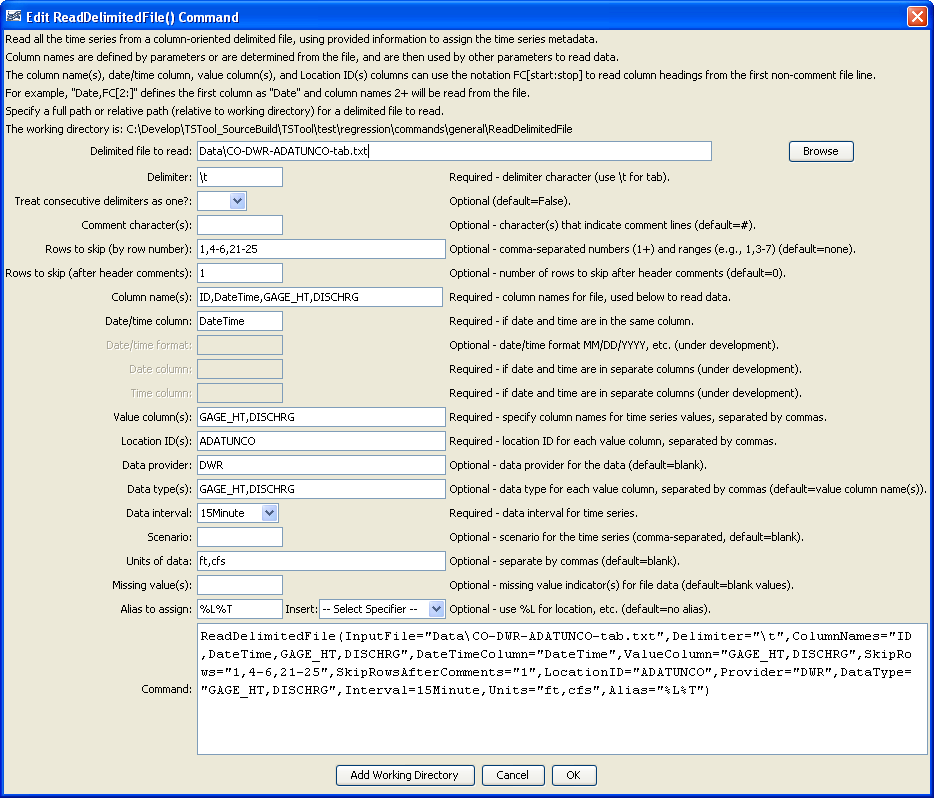 Edit ReadDelimitedFile() Command
Read all the time series from a column-oriented delimited file, using provided information to assign the time series metadata.
Column names are defined by parameters or are determined from the file, and are then used by other parameters to read data.
The column name(s), date/time column, value column(s), and Location ID(s) columns can use the notation FC[start:stop] to read column headings from the first non-comment file line.
For example, "Date,FC[2:]" defines the first column as "Date" and column names 2+ will be read from the file.
Specify a full path or relative path (relative to working directory) for a delimited file to read.
The working directory is: C:\Develop\TSTool_SourceBuild\TSTool\test\regression\commands\general\ReadDelimitedFile
Delimited file to read: Data\CO-DWR-ADATUNCO-tab.txt Browse
Delimiter: \t Required - delimiter character (use \t for tab).
Treat consecutive delimiters as one?: Optional (default=False).
Comment character(s): Optional - character(s) that indicate comment lines (default=#).
Rows to skip (by row number): 1,4-6,21-25 Optional - comma-separated numbers (1+) and ranges (e.g., 1,3-7) (default=none).
Rows to skip (after header comments): 1 Optional - number of rows to skip after header comments (default=0).
Column name(s): ID,DateTime,GAGE_HT,DISCHRG Required - column names for file, used below to read data.
Date/time column: DateTime Required - if date and time are in the same column.
Date/time format: Optional - date/time format MM/DD/YYYY, etc. (under development).
Date column: Required - if date and time are in separate columns (under development).
Time column: Required - if date and time are in separate columns (under development).
Value column(s): GAGE_HT,DISCHRG Required - specify column names for time series values, separated by commas.
Location ID(s): ADATUNCO Required - location ID for each value column, separated by commas.
Data provider: DWR Optional - data provider for the data (default=blank).
Data type(s): GAGE_HT,DISCHRG Optional - data type for each value column, separated by commas (default=value column name(s)).
Data interval: 15Minute Required - data interval for time series.
Scenario: Optional - scenario for the time series (comma-separated, default=blank).
Units of data: ft,cfs Optional - separate by commas (default=blank).
Missing value(s): Optional - missing value indicator(s) for file data (default=blank values).
Alias to assign: %L%T Insert: -- Select Specifier -- Optional - use %L for location, etc. (default=no alias).
ReadDelimitedFile(InputFile="Data\CO-DWR-ADATUNCO-tab.txt",Delimiter="\t",ColumnNames="ID
,DateTime,GAGE_HT,DISCHRG",DateTimeColumn="DateTime",ValueColumn="GAGE_HT,DISCHRG",SkipRo
ws="1,4-6,21-25",SkipRowsAfterComments="1",LocationID="ADATUNCO",Provider="DWR",DataType=
Command: "GAGE_HT,DISCHRG",Interval=15Minute,Units="ft,cfs",Alias="%L%T")
Add Working Directory Cancel OK